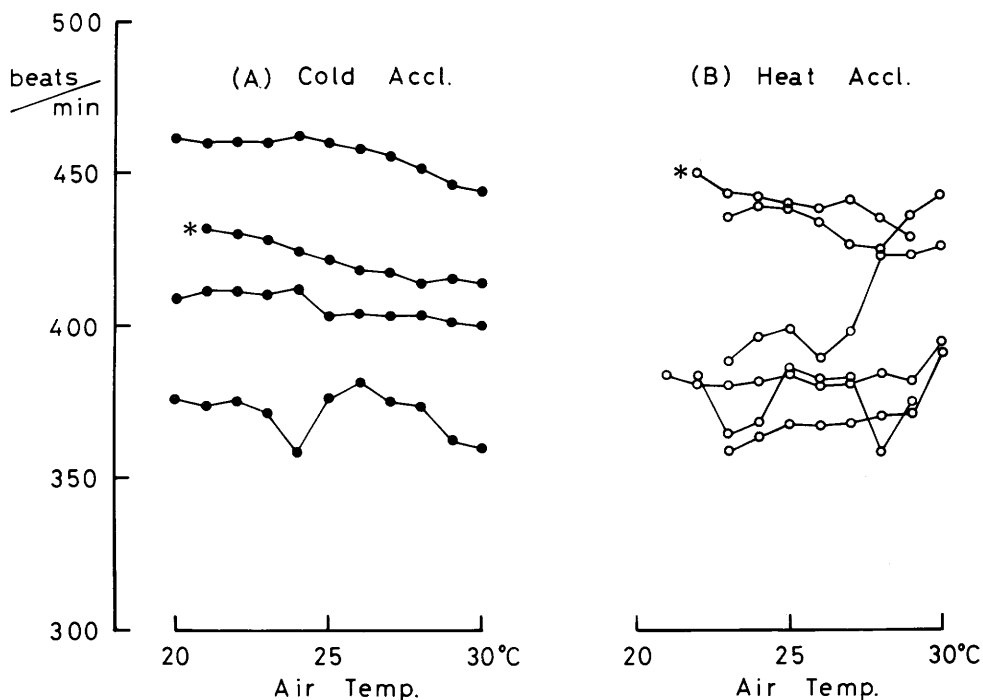 500
beats/min
(A) Cold Accl.
(B) Heat Accl.
450
*
*
400
350
300
20 25 30°C
20 25 30°C
Air Temp.
Air Temp.